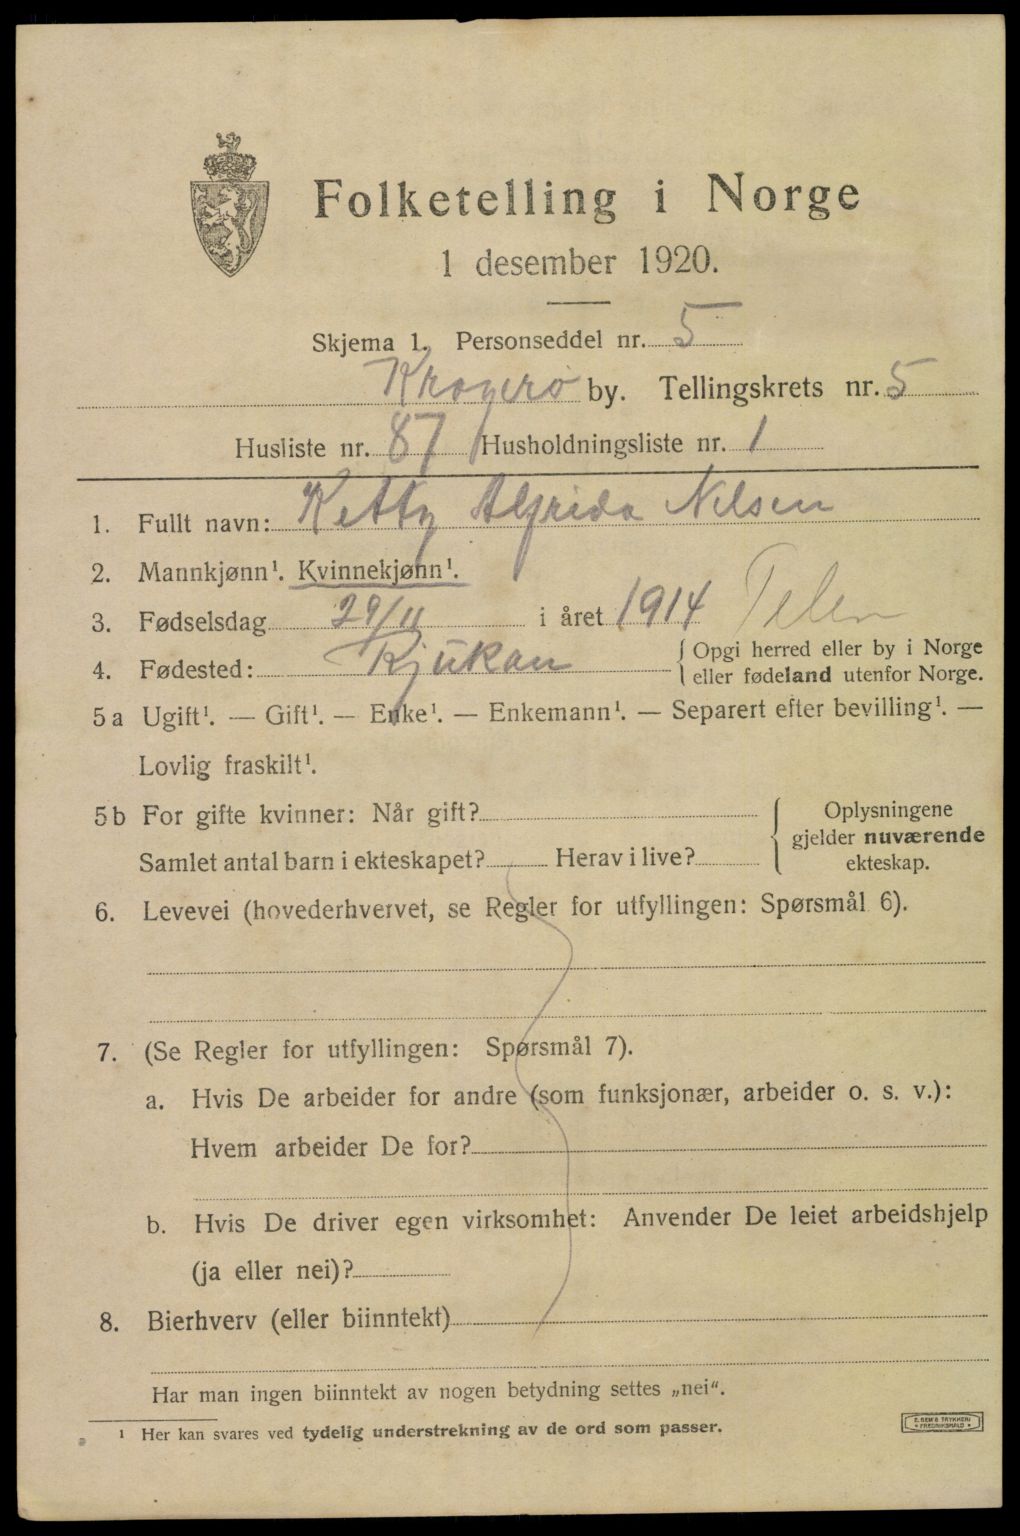 Folketelling i Norge
1 desember 1920.
Skjema 1. Personseddel nr. 5
Kragerø by. Tellingskrets nr. 5
Husliste nr. 87 Husholdningsliste nr. 1
1. Fullt navn: Ketty Alfrida Nilsen
2. Mannkjønn¹. Kvinnekjønn¹.
3. Fødselsdag 29/11 i året 1914 Telem
4. Fødested: Rjukan {Opgi herred eller by i Norge
eller fødeland utenfor Norge.
5a Ugift¹. — Gift¹. — Enke¹. — Enkemann¹. — Separert efter bevilling¹. —
Lovlig fraskilt¹.
5b For gifte kvinner: Når gift?
Samlet antal barn i ekteskapet? Herav i live?
Oplysningene
gjelder nuværende
ekteskap.
6. Levevei (hovederhvervet, se Regler for utfyllingen: Spørsmål 6).
7. (Se Regler for utfyllingen: Spørsmål 7).
a. Hvis De arbeider for andre (som funksjonær, arbeider o. s. v.):
Hvem arbeider De for?
b. Hvis De driver egen virksomhet: Anvender De leiet arbeidshjelp
(ja eller nei)?
8. Bierhverv (eller biinntekt)
Har man ingen biinntekt av nogen betydning settes „nei“.
¹ Her kan svares ved tydelig understrekning av de ord som passer.
E. SEM'S TRYKKERI
FREDRIKSHALD